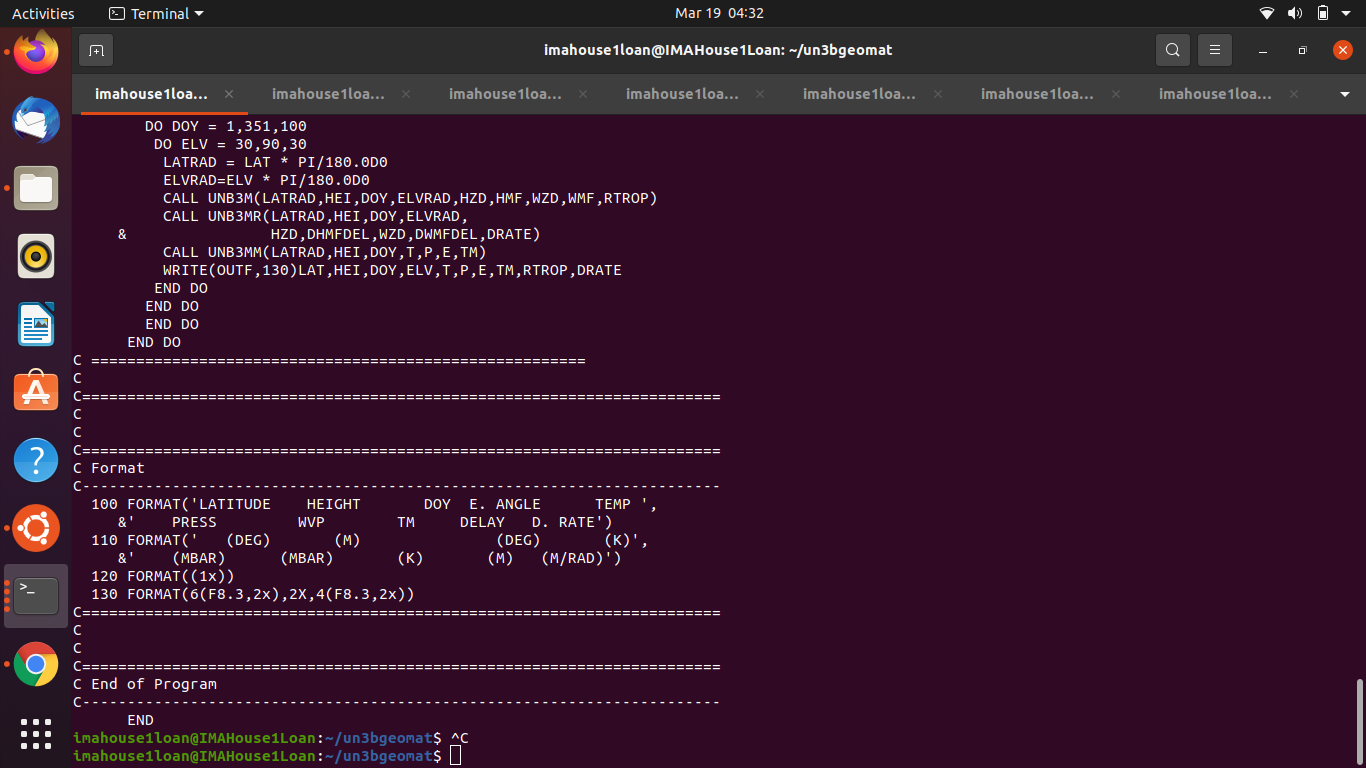 Activities Terminal Mar 19 04:32
imahouse1loan@IMAHouse1Loan: ~/un3bgeomat
imahouse1loa... imahouse1loa... imahouse1loa... imahouse1loa... imahouse1loa... imahouse1loa... imahouse1loa...
        DO DOY = 1,351,100
         DO ELV = 30,90,30
          LATRAD = LAT * PI/180.0D0
          ELVRAD=ELV * PI/180.0D0
          CALL UNB3M(LATRAD,HEI,DOY,ELVRAD,HZD,HMF,WZD,WMF,RTROP)
          CALL UNB3MR(LATRAD,HEI,DOY,ELVRAD,
     &                HZD,DHMFDEL,WZD,DWMFDEL,DRATE)
          CALL UNB3MM(LATRAD,HEI,DOY,T,P,E,TM)
          WRITE(OUTF,130)LAT,HEI,DOY,ELV,T,P,E,TM,RTROP,DRATE
         END DO
        END DO
        END DO
      END DO
C =======================================================
C
C=======================================================================
C
C
C=======================================================================
C Format
C-----------------------------------------------------------------------
  100 FORMAT('LATITUDE    HEIGHT       DOY  E. ANGLE      TEMP ',
     &'    PRESS         WVP        TM     DELAY   D. RATE')
  110 FORMAT('   (DEG)       (M)               (DEG)       (K)',
     &'    (MBAR)      (MBAR)       (K)       (M)   (M/RAD)')
  120 FORMAT((1x))
  130 FORMAT(6(F8.3,2x),2X,4(F8.3,2x))
C=======================================================================
C
C
C=======================================================================
C End of Program
C-----------------------------------------------------------------------
      END
imahouse1loan@IMAHouse1Loan:~/un3bgeomat$ ^C
imahouse1loan@IMAHouse1Loan:~/un3bgeomat$